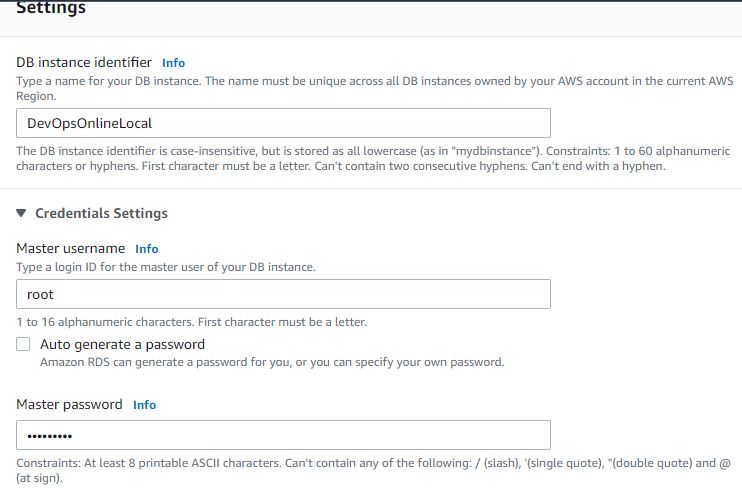 Settings
DB instance identifier Info
Type a name for your DB instance. The name must be unique across all DB instances owned by your AWS account in the current AWS
Region.
DevOpsOnlineLocal
The DB instance identifier is case-insensitive, but is stored as all lowercase (as in "mydbinstance"). Constraints: 1 to 60 alphanumeric
characters or hyphens. First character must be a letter. Can't contain two consecutive hyphens. Can't end with a hyphen.
Credentials Settings
Master username Info
Type a login ID for the master user of your DB instance.
root
1 to 16 alphanumeric characters. First character must be a letter.
Auto generate a password
Amazon RDS can generate a password for you, or you can specify your own password.
Master password Info
•••••••••
Constraints: At least 8 printable ASCII characters. Can't contain any of the following: / (slash), '(single quote), "(double quote) and @
(at sign).